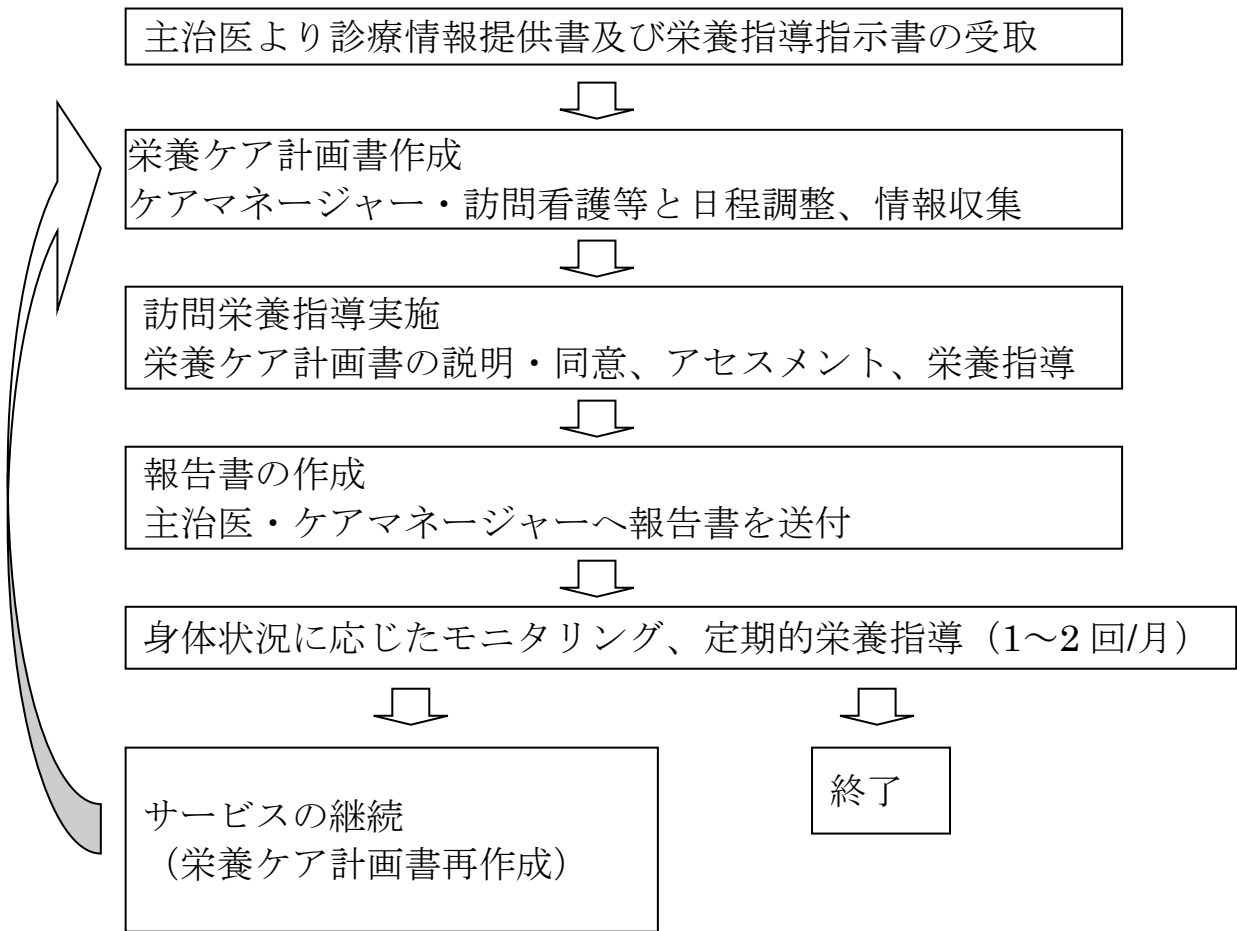 主治医より診療情報提供書及び栄養指導指示書の受取
栄養ケア計画書作成
ケアマネージャー・訪問看護等と日程調整、情報収集
訪問栄養指導実施
栄養ケア計画書の説明・同意、アセスメント、栄養指導
報告書の作成
主治医・ケアマネージャーへ報告書を送付
身体状況に応じたモニタリング、定期的栄養指導（1～2 回/月）
サービスの継続
（栄養ケア計画書再作成）
終了